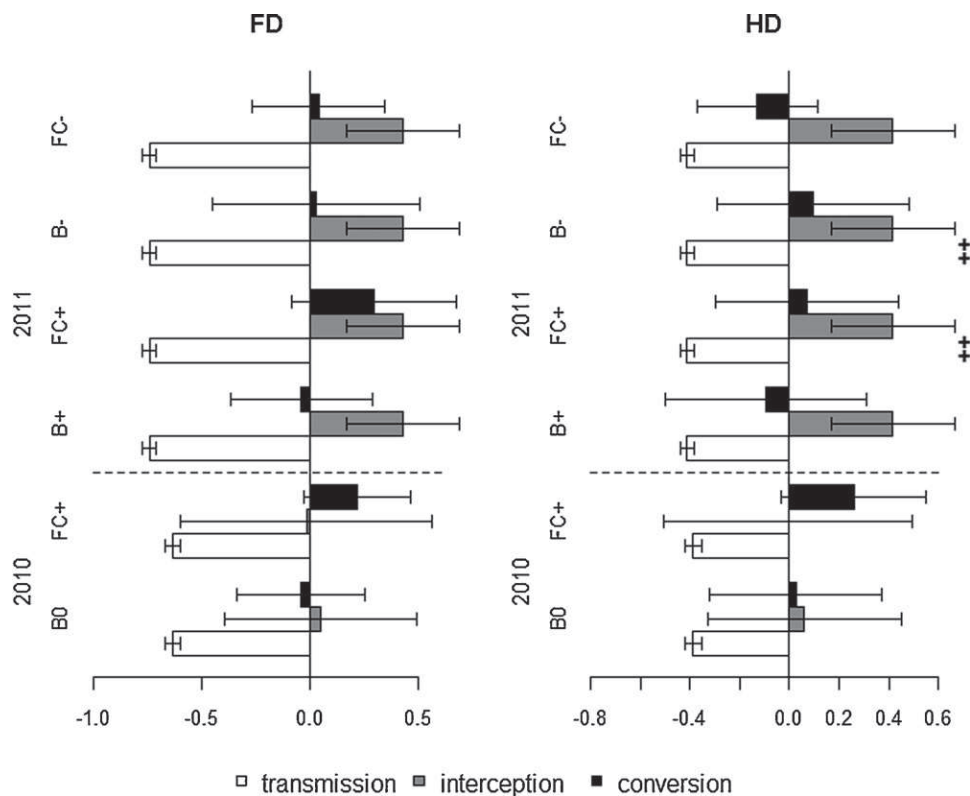 FD
HD
FC-
B-
FC+
B+
2011
FC+
B0
2010
-1.0 -0.5 0.0 0.5
FC-
B-
‡‡
FC+
‡‡
B+
2011
FC+
B0
2010
-0.8 -0.4 0.0 0.2 0.4 0.6
transmission interception conversion